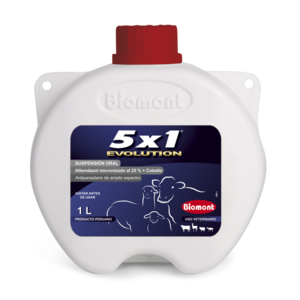 Biomont
5x1®
EVOLUTION
SUSPENSIÓN ORAL
Albendazol micronizado al 25 % + Cobalto
Antiparasitario de amplio espectro
AGITAR ANTES
DE USAR
1 L
PRODUCTO PERUANO
Biomont
USO VETERINARIO